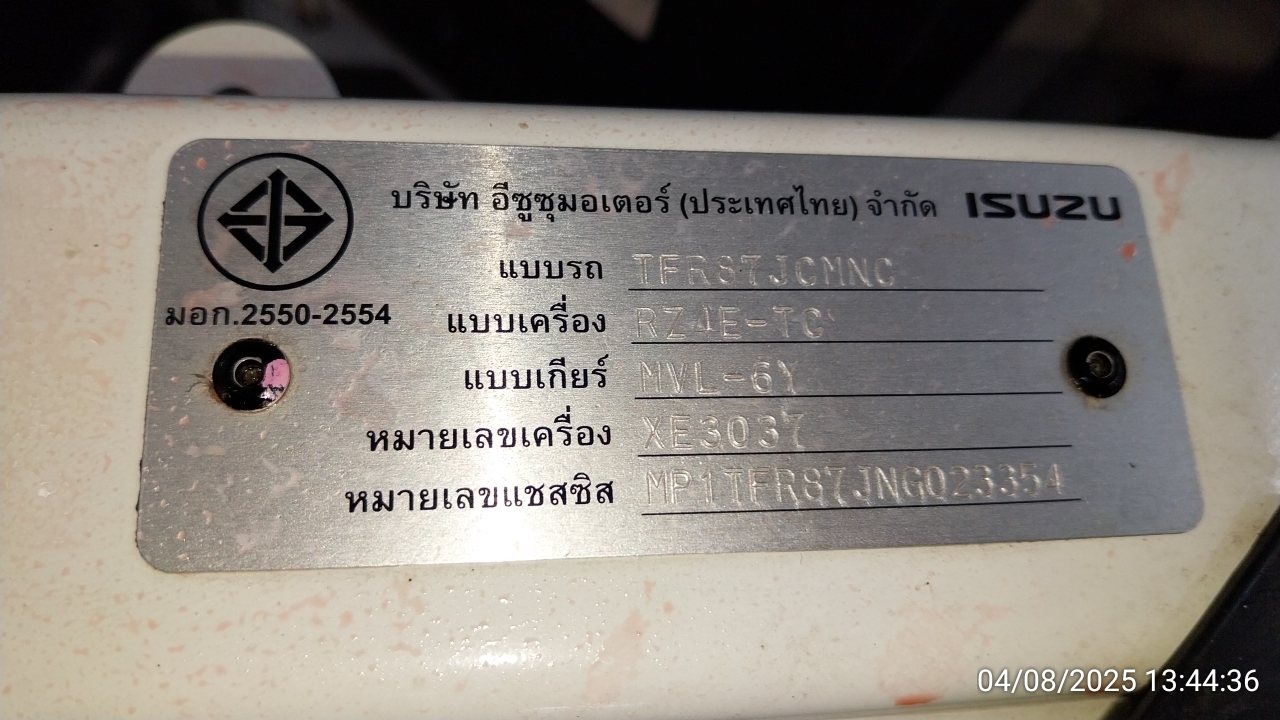 บริษัท อีซูซุมอเตอร์ (ประเทศไทย) จำกัด ISUZU
แบบรถ TFR87JCMNC
มอก.2550-2554
แบบเครื่อง RZ4E-TC
แบบเกียร์ MVL-6Y
หมายเลขเครื่อง XE3037
หมายเลขแชสซิส MP1TFR87JNG023354
04/08/2025 13:44:36